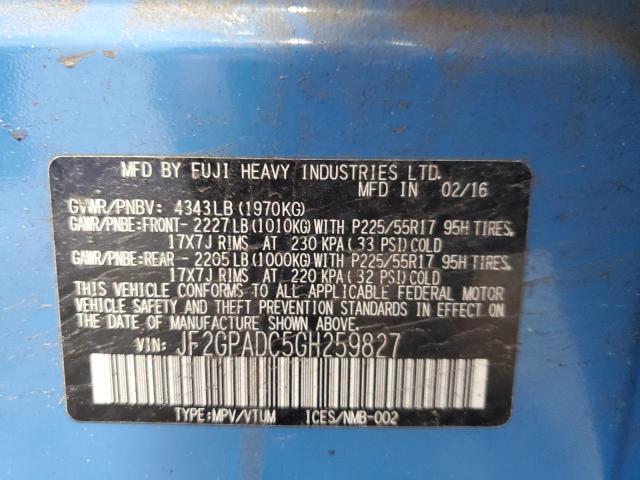 MFD BY FUJI HEAVY INDUSTRIES LTD.
MFD IN 02/16
GVWR/PNBV: 4343LB(1970KG)
GAWR/PNBE:FRONT- 2227LB(1010KG)WITH P225/55R17 95H TIRES,
17X7J RIMS AT 230 KPA(33 PSI)COLD
GAWR/PNBE:REAR - 2205LB(1000KG)WITH P225/55R17 95H TIRES,
17X7J RIMS AT 220 KPA(32 PSI)COLD
THIS VEHICLE CONFORMS TO ALL APPLICABLE FEDERAL MOTOR
VEHICLE SAFETY AND THEFT PREVENTION STANDARDS IN EFFECT ON
THE DATE OF MANUFACTURE SHOWN ABOVE.
VIN: JF2GPADC5GH259827
TYPE:MPV/VTUM ICES/NMB-002